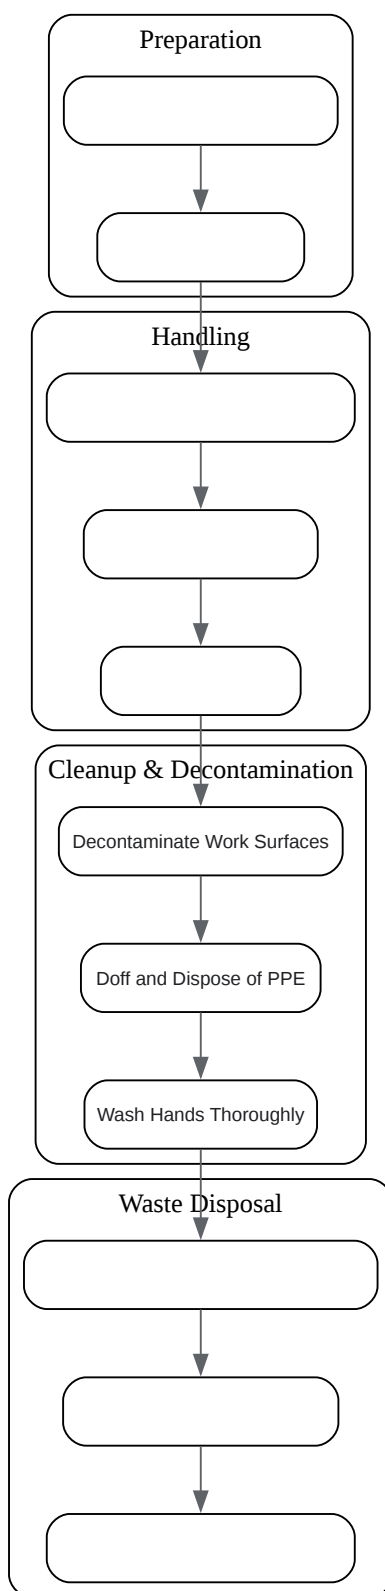 Preparation
Handling
Cleanup & Decontamination
Decontaminate Work Surfaces
Doff and Dispose of PPE
Wash Hands Thoroughly
Waste Disposal